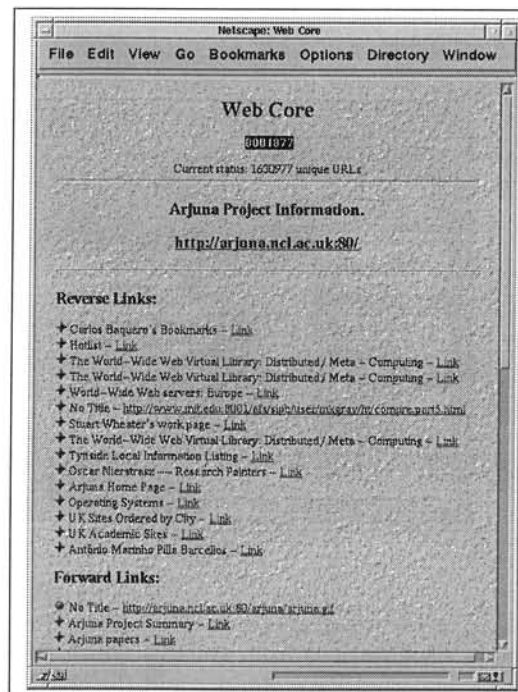 Netscape: Web Core
File Edit View Go Bookmarks Options Directory Window
Web Core
0001877
Current status: 1600977 unique URLs
Arjuna Project Information.
http://arjuna.ncl.ac.uk:80/
Reverse Links:
Carlos Baquero's Bookmarks – Link
Hotlist – Link
The World–Wide Web Virtual Library: Distributed/ Meta – Computing – Link
The World–Wide Web Virtual Library: Distributed/ Meta – Computing – Link
World–Wide Web servers: Europe – Link
No Title – http://www.mit.edu:8001/afs/sipb/user/mkgray/ht/compre.part5.html
Stuart Wheater's work page – Link
The World–Wide Web Virtual Library: Distributed/ Meta – Computing – Link
Tyneside Local Information Listing – Link
Oscar Nierstrasz –– Research Pointers – Link
Arjuna Home Page – Link
Operating Systems – Link
UK Sites Ordered by City – Link
UK Academic Sites – Link
Antônio Marinho Pilla Barcellos – Link
Forward Links:
No Title – http://arjuna.ncl.ac.uk:80/arjuna/arjuna.gif
Arjuna Project Summary – Link
Arjuna papers – Link